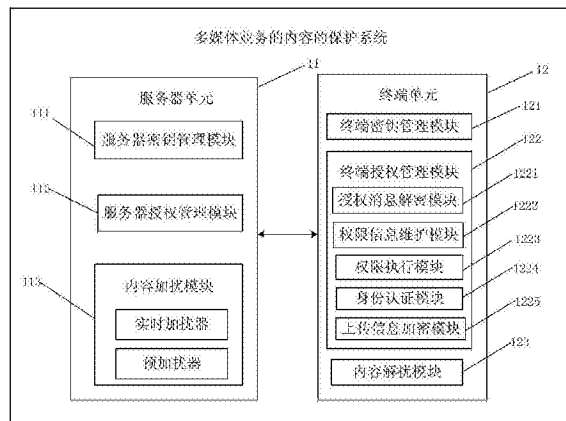 多媒体业务的内容的保护系统
11
12
服务器单元
终端单元
111
服务器密钥管理模块
121
终端密钥管理模块
122
终端授权管理模块
1221
授权消息解密模块
112
服务器授权管理模块
1222
权限信息维护模块
1223
权限执行模块
113
内容加扰模块
1224
身份认证模块
实时加扰器
1225
上传信息加密模块
预加扰器
123
内容解扰模块